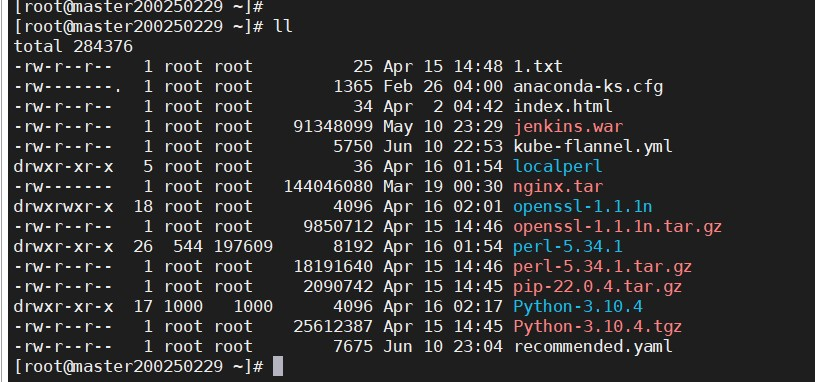 [root@master200250229 ~]#
[root@master200250229 ~]# ll
total 284376
-rw-r--r--   1 root root        25 Apr 15 14:48 1.txt
-rw-------.  1 root root      1365 Feb 26 04:00 anaconda-ks.cfg
-rw-r--r--   1 root root        34 Apr  2 04:42 index.html
-rw-r--r--   1 root root  91348099 May 10 23:29 jenkins.war
-rw-r--r--   1 root root      5750 Jun 10 22:53 kube-flannel.yml
drwxr-xr-x   5 root root        36 Apr 16 01:54 localperl
-rw-------   1 root root 144046080 Mar 19 00:30 nginx.tar
drwxrwxr-x  18 root root      4096 Apr 16 02:01 openssl-1.1.1n
-rw-r--r--   1 root root   9850712 Apr 15 14:46 openssl-1.1.1n.tar.gz
drwxr-xr-x  26  544 197609    8192 Apr 16 01:54 perl-5.34.1
-rw-r--r--   1 root root  18191640 Apr 15 14:46 perl-5.34.1.tar.gz
-rw-r--r--   1 root root   2090742 Apr 15 14:45 pip-22.0.4.tar.gz
drwxr-xr-x  17 1000   1000    4096 Apr 16 02:17 Python-3.10.4
-rw-r--r--   1 root root  25612387 Apr 15 14:45 Python-3.10.4.tgz
-rw-r--r--   1 root root      7675 Jun 10 23:04 recommended.yaml
[root@master200250229 ~]#